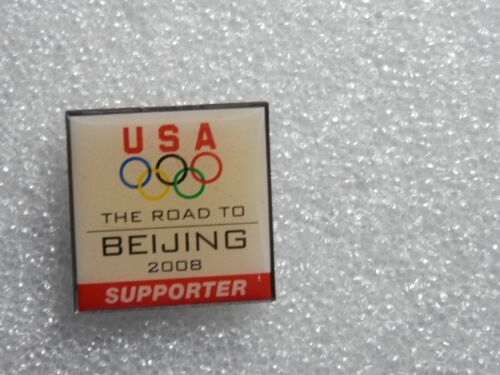 USA
THE ROAD TO
BEIJING
2008
SUPPORTER